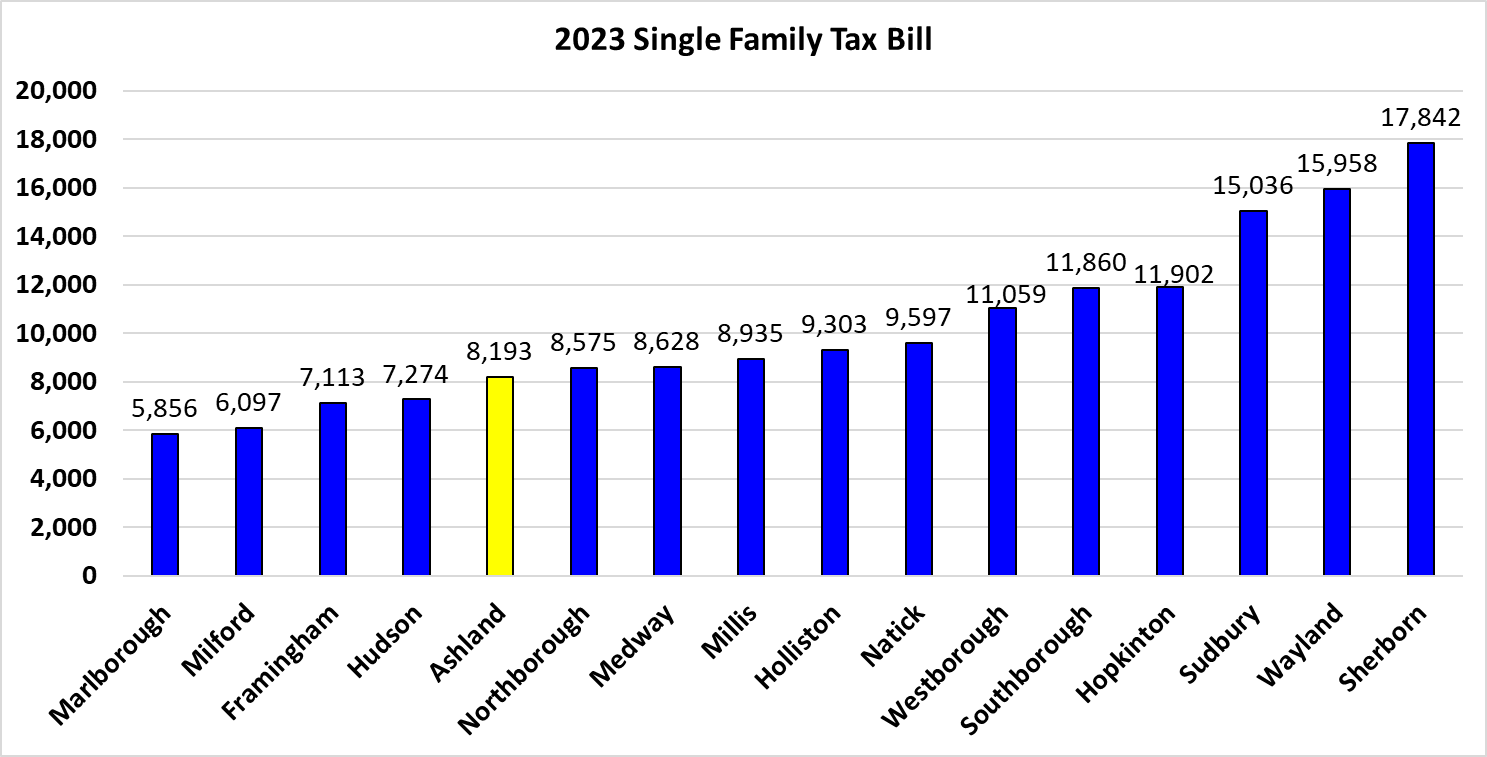 2023 Single Family Tax Bill
20,000
18,000
16,000
14,000
12,000
10,000
8,000
6,000
4,000
2,000
0
5,856
6,097
7,113
7,274
8,193
8,575
8,628
8,935
9,303
9,597
11,059
11,860
11,902
15,036
15,958
17,842
Marlborough
Milford
Framingham
Hudson
Ashland
Northborough
Medway
Millis
Holliston
Natick
Westborough
Southborough
Hopkinton
Sudbury
Wayland
Sherborn